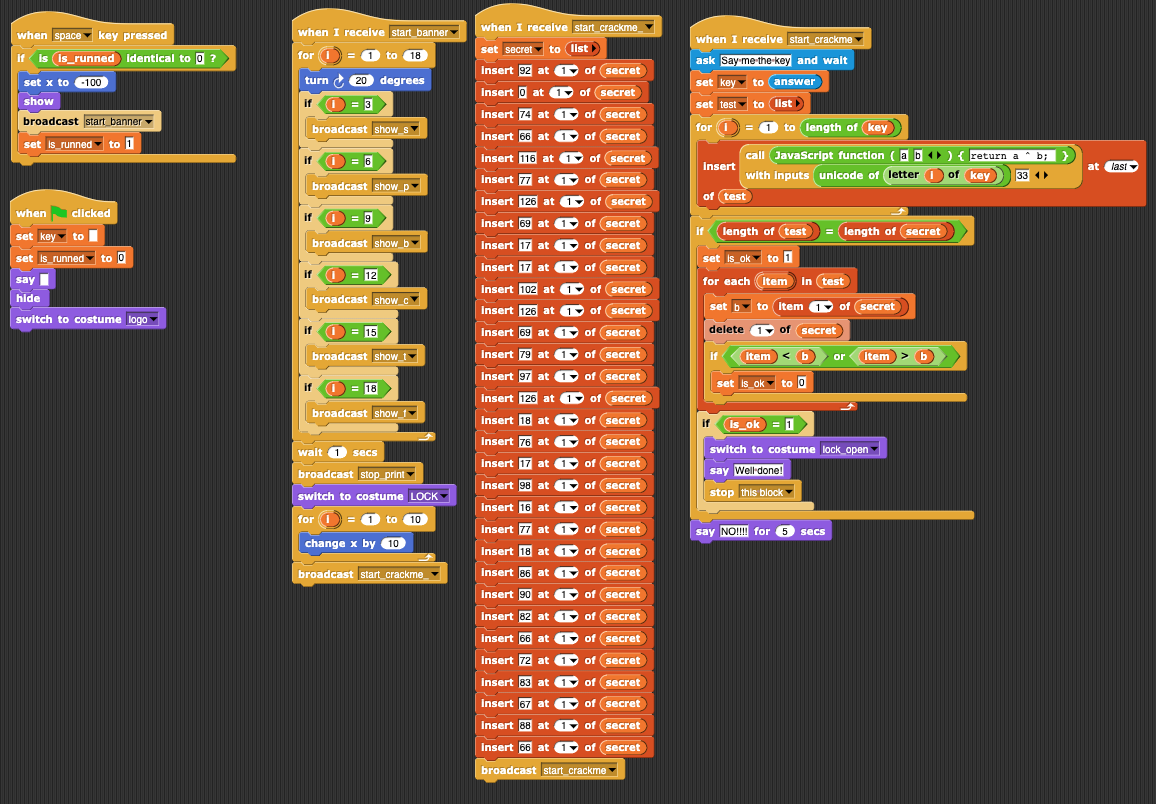 when space key pressed
if is is_runned identical to 0 ?
set x to -100
show
broadcast start_banner
set is_runned to 1
when clicked
set key to
set is_runned to 0
say
hide
switch to costume logo
when I receive start_banner
for i = 1 to 18
turn 20 degrees
if i = 3
broadcast show_s
if i = 6
broadcast show_p
if i = 9
broadcast show_b
if i = 12
broadcast show_c
if i = 15
broadcast show_t
if i = 18
broadcast show_f
wait 1 secs
broadcast stop_print
switch to costume LOCK
for i = 1 to 10
change x by 10
broadcast start_crackme_
when I receive start_crackme_
set secret to list
insert 92 at 1 of secret
insert 0 at 1 of secret
insert 74 at 1 of secret
insert 66 at 1 of secret
insert 116 at 1 of secret
insert 77 at 1 of secret
insert 126 at 1 of secret
insert 69 at 1 of secret
insert 17 at 1 of secret
insert 17 at 1 of secret
insert 102 at 1 of secret
insert 126 at 1 of secret
insert 69 at 1 of secret
insert 79 at 1 of secret
insert 97 at 1 of secret
insert 126 at 1 of secret
insert 18 at 1 of secret
insert 76 at 1 of secret
insert 17 at 1 of secret
insert 98 at 1 of secret
insert 16 at 1 of secret
insert 77 at 1 of secret
insert 18 at 1 of secret
insert 86 at 1 of secret
insert 90 at 1 of secret
insert 82 at 1 of secret
insert 66 at 1 of secret
insert 72 at 1 of secret
insert 83 at 1 of secret
insert 67 at 1 of secret
insert 88 at 1 of secret
insert 66 at 1 of secret
broadcast start_crackme
when I receive start_crackme
ask Say·me·the·key and wait
set key to answer
set test to list
for i = 1 to length of key
call JavaScript function ( a b ) { return a ^ b; }
insert at last
with inputs unicode of letter i of key 33
of test
if length of test = length of secret
set is_ok to 1
for each item in test
set b to item 1 of secret
delete 1 of secret
if item < b or item > b
set is_ok to 0
if is_ok = 1
switch to costume lock_open
say Well·done!
stop this block
say NO!!!! for 5 secs